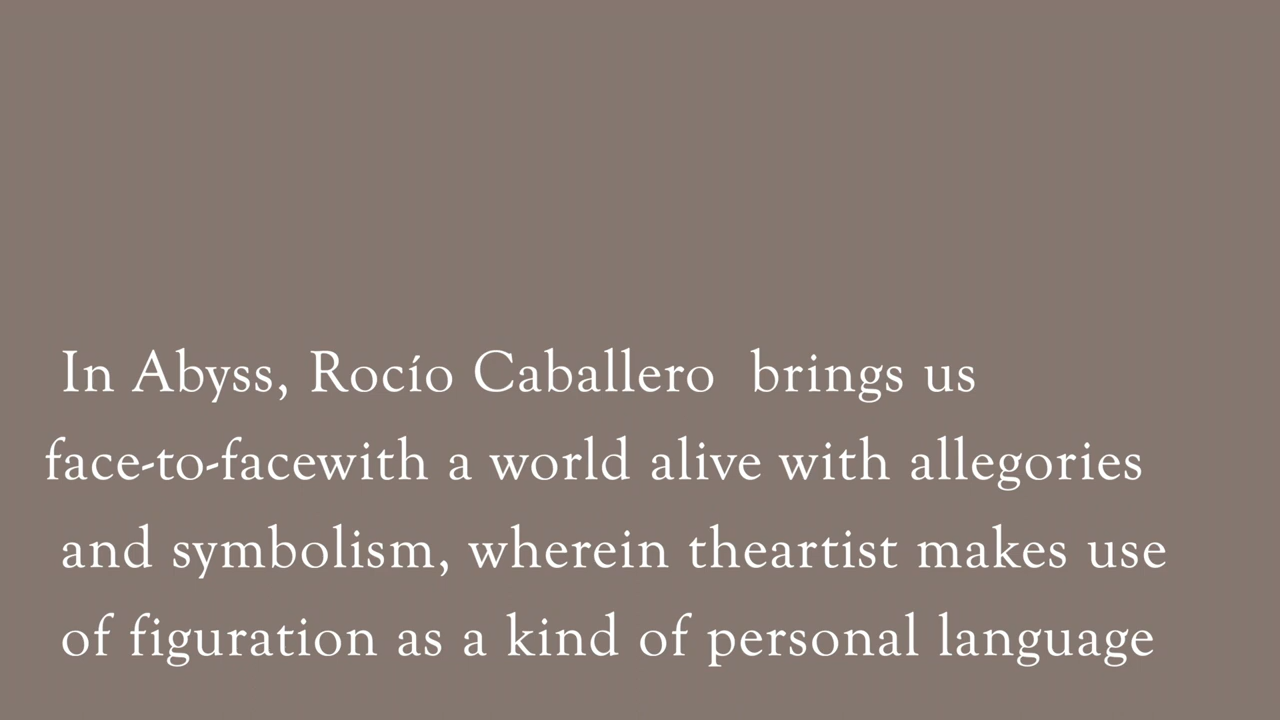 In Abyss, Rocío Caballero  brings us
face-to-facewith a world alive with allegories
and symbolism, wherein theartist makes use
of figuration as a kind of personal language